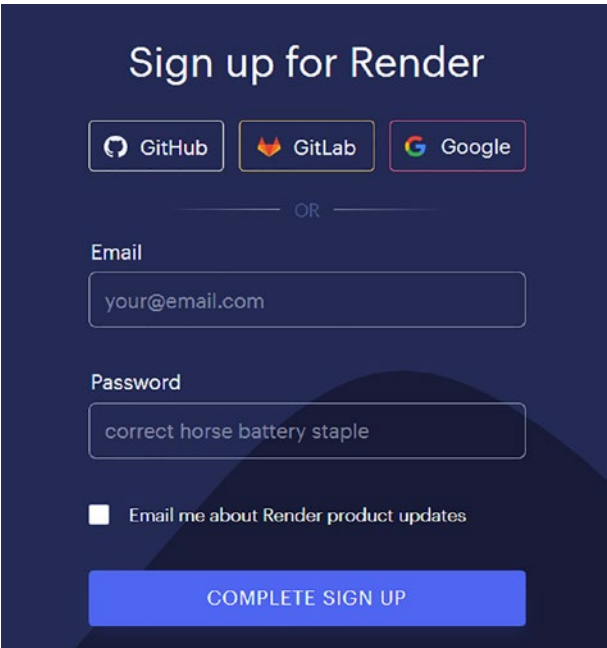 Sign up for Render
GitHub GitLab Google
OR
Email
your@email.com
Password
correct horse battery staple
Email me about Render product updates
COMPLETE SIGN UP